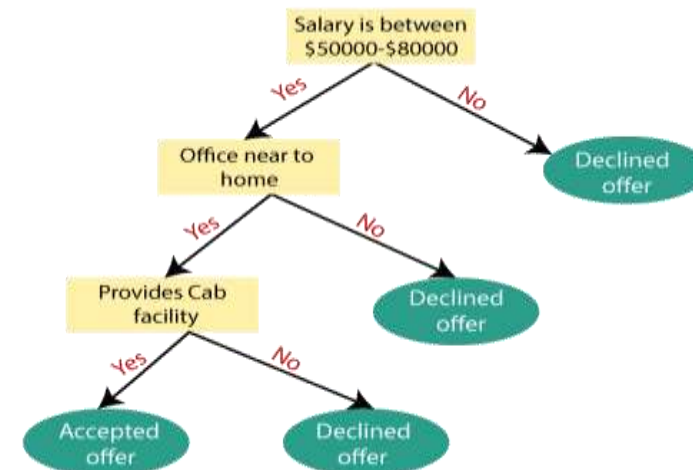 Salary is between
$50000-$80000
Yes
No
Office near to
home
Declined
offer
Yes
No
Provides Cab
facility
Declined
offer
Yes
No
Accepted
offer
Declined
offer